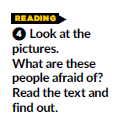 READING
4 Look at the
pictures.
What are these
people afraid of?
Read the text and
find out.